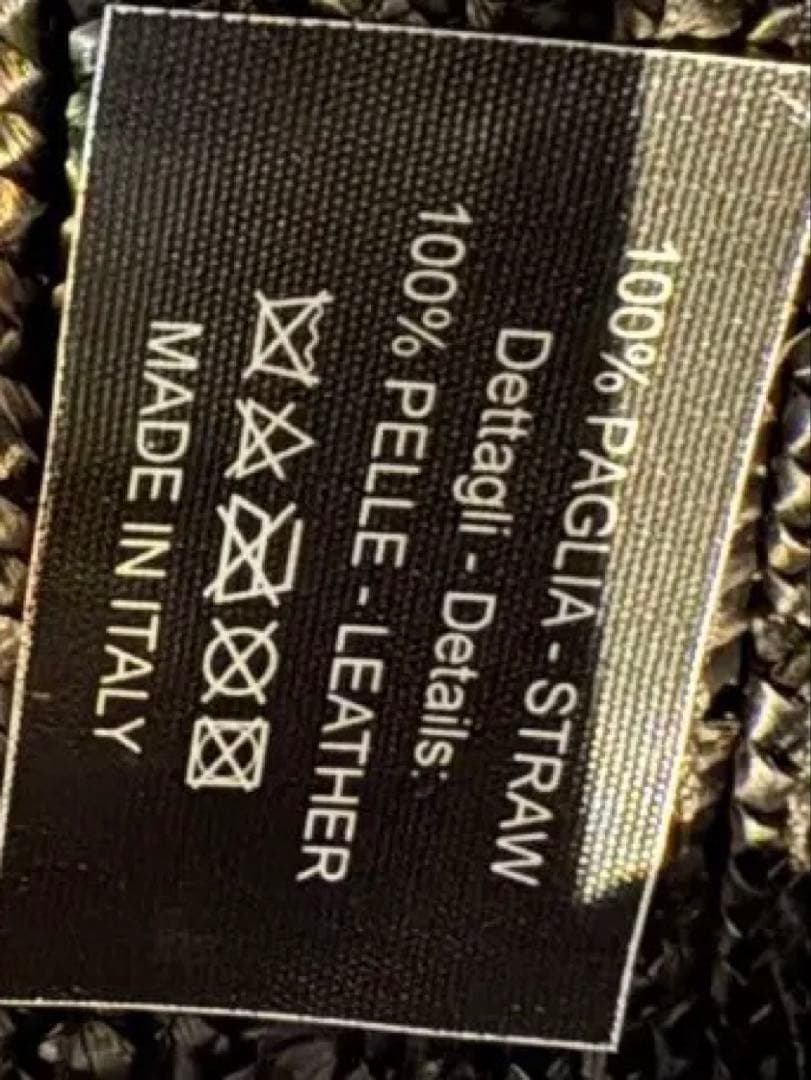 100% PAGLIA - STRAW
Dettagli - Details:
100% PELLE - LEATHER
MADE IN ITALY